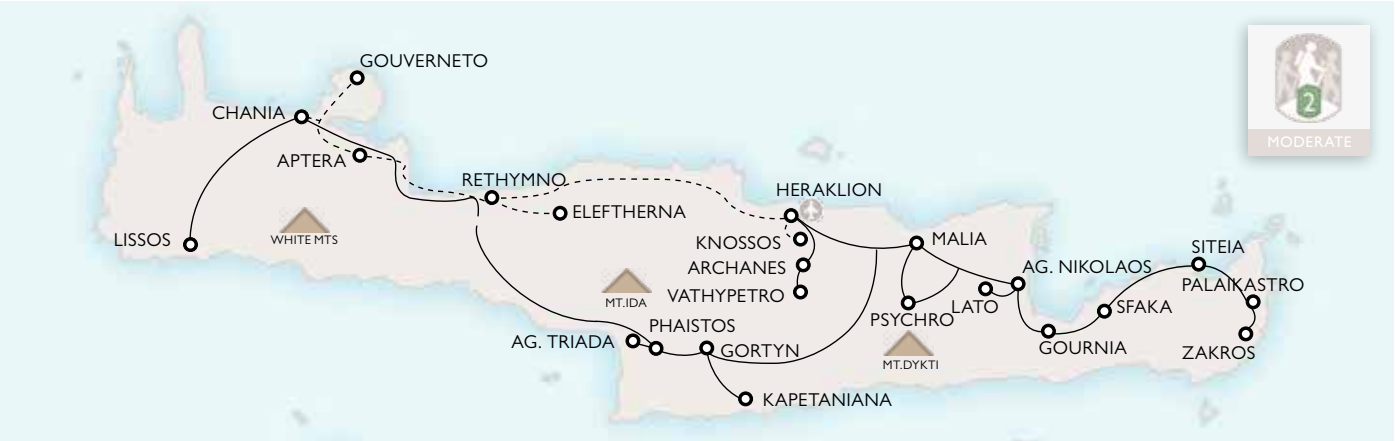 GOUVERNETO
CHANIA
APTERA
RETHYMNO
HERAKLION
ELEFTHERNA
LISSOS
WHITE MTS
KNOSSOS
MALIA
ARCHANES
SITEIA
AG. NIKOLAOS
VATHYPETRO
PALAIKASTRO
MT.IDA
LATO
SFAKA
PSYCHRO
PHAISTOS
AG. TRIADA
GORTYN
GOURNIA
ZAKROS
MT.DYKTI
KAPETANIANA
2
MODERATE